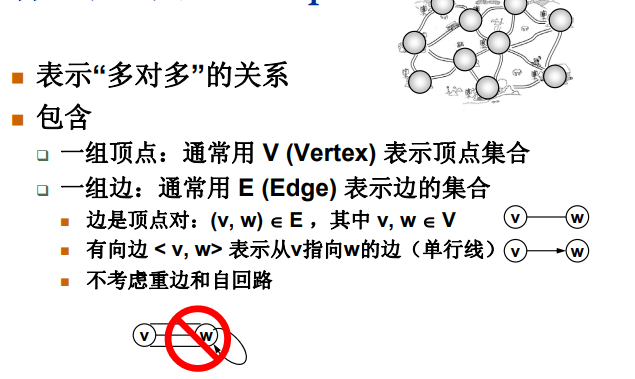 表示“多对多”的关系
包含
一组顶点：通常用 V (Vertex) 表示顶点集合
一组边：通常用 E (Edge) 表示边的集合
边是顶点对：(v, w) ∈ E ，其中 v, w ∈ V
v w
有向边 < v, w> 表示从v指向w的边（单行线）
v w
不考虑重边和自回路
v w